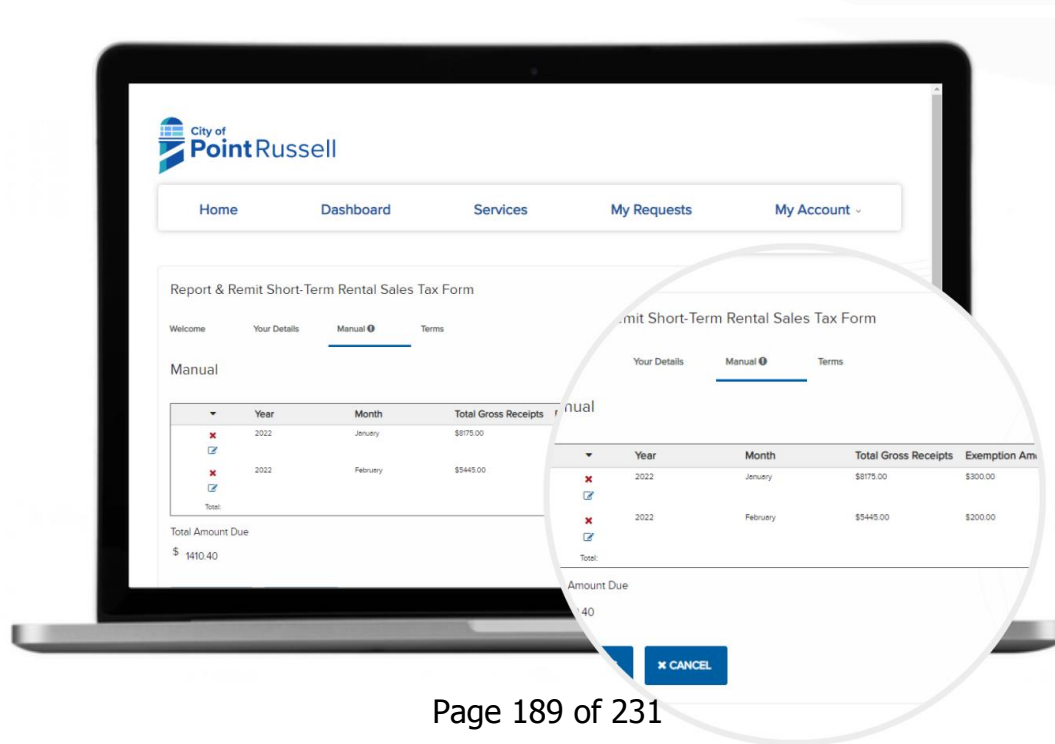 City of
Point Russell
Home Dashboard Services My Requests My Account
Report & Remit Short-Term Rental Sales Tax Form
Welcome Your Details Manual Terms
Manual
Year Month Total Gross Receipts
2022 Jenuery $8175.00
2022 February $5445.00
Total:
Total Amount Due
$ 1410.40
mit Short-Term Rental Sales Tax Form
Your Details Manual Terms
nual
Year Month Total Gross Receipts Exemption Am
2022 Jenuery $8175.00 $300.00
2022 February $5445.00 $200.00
Total:
Amount Due
.40
× CANCEL
Page 189 of 231